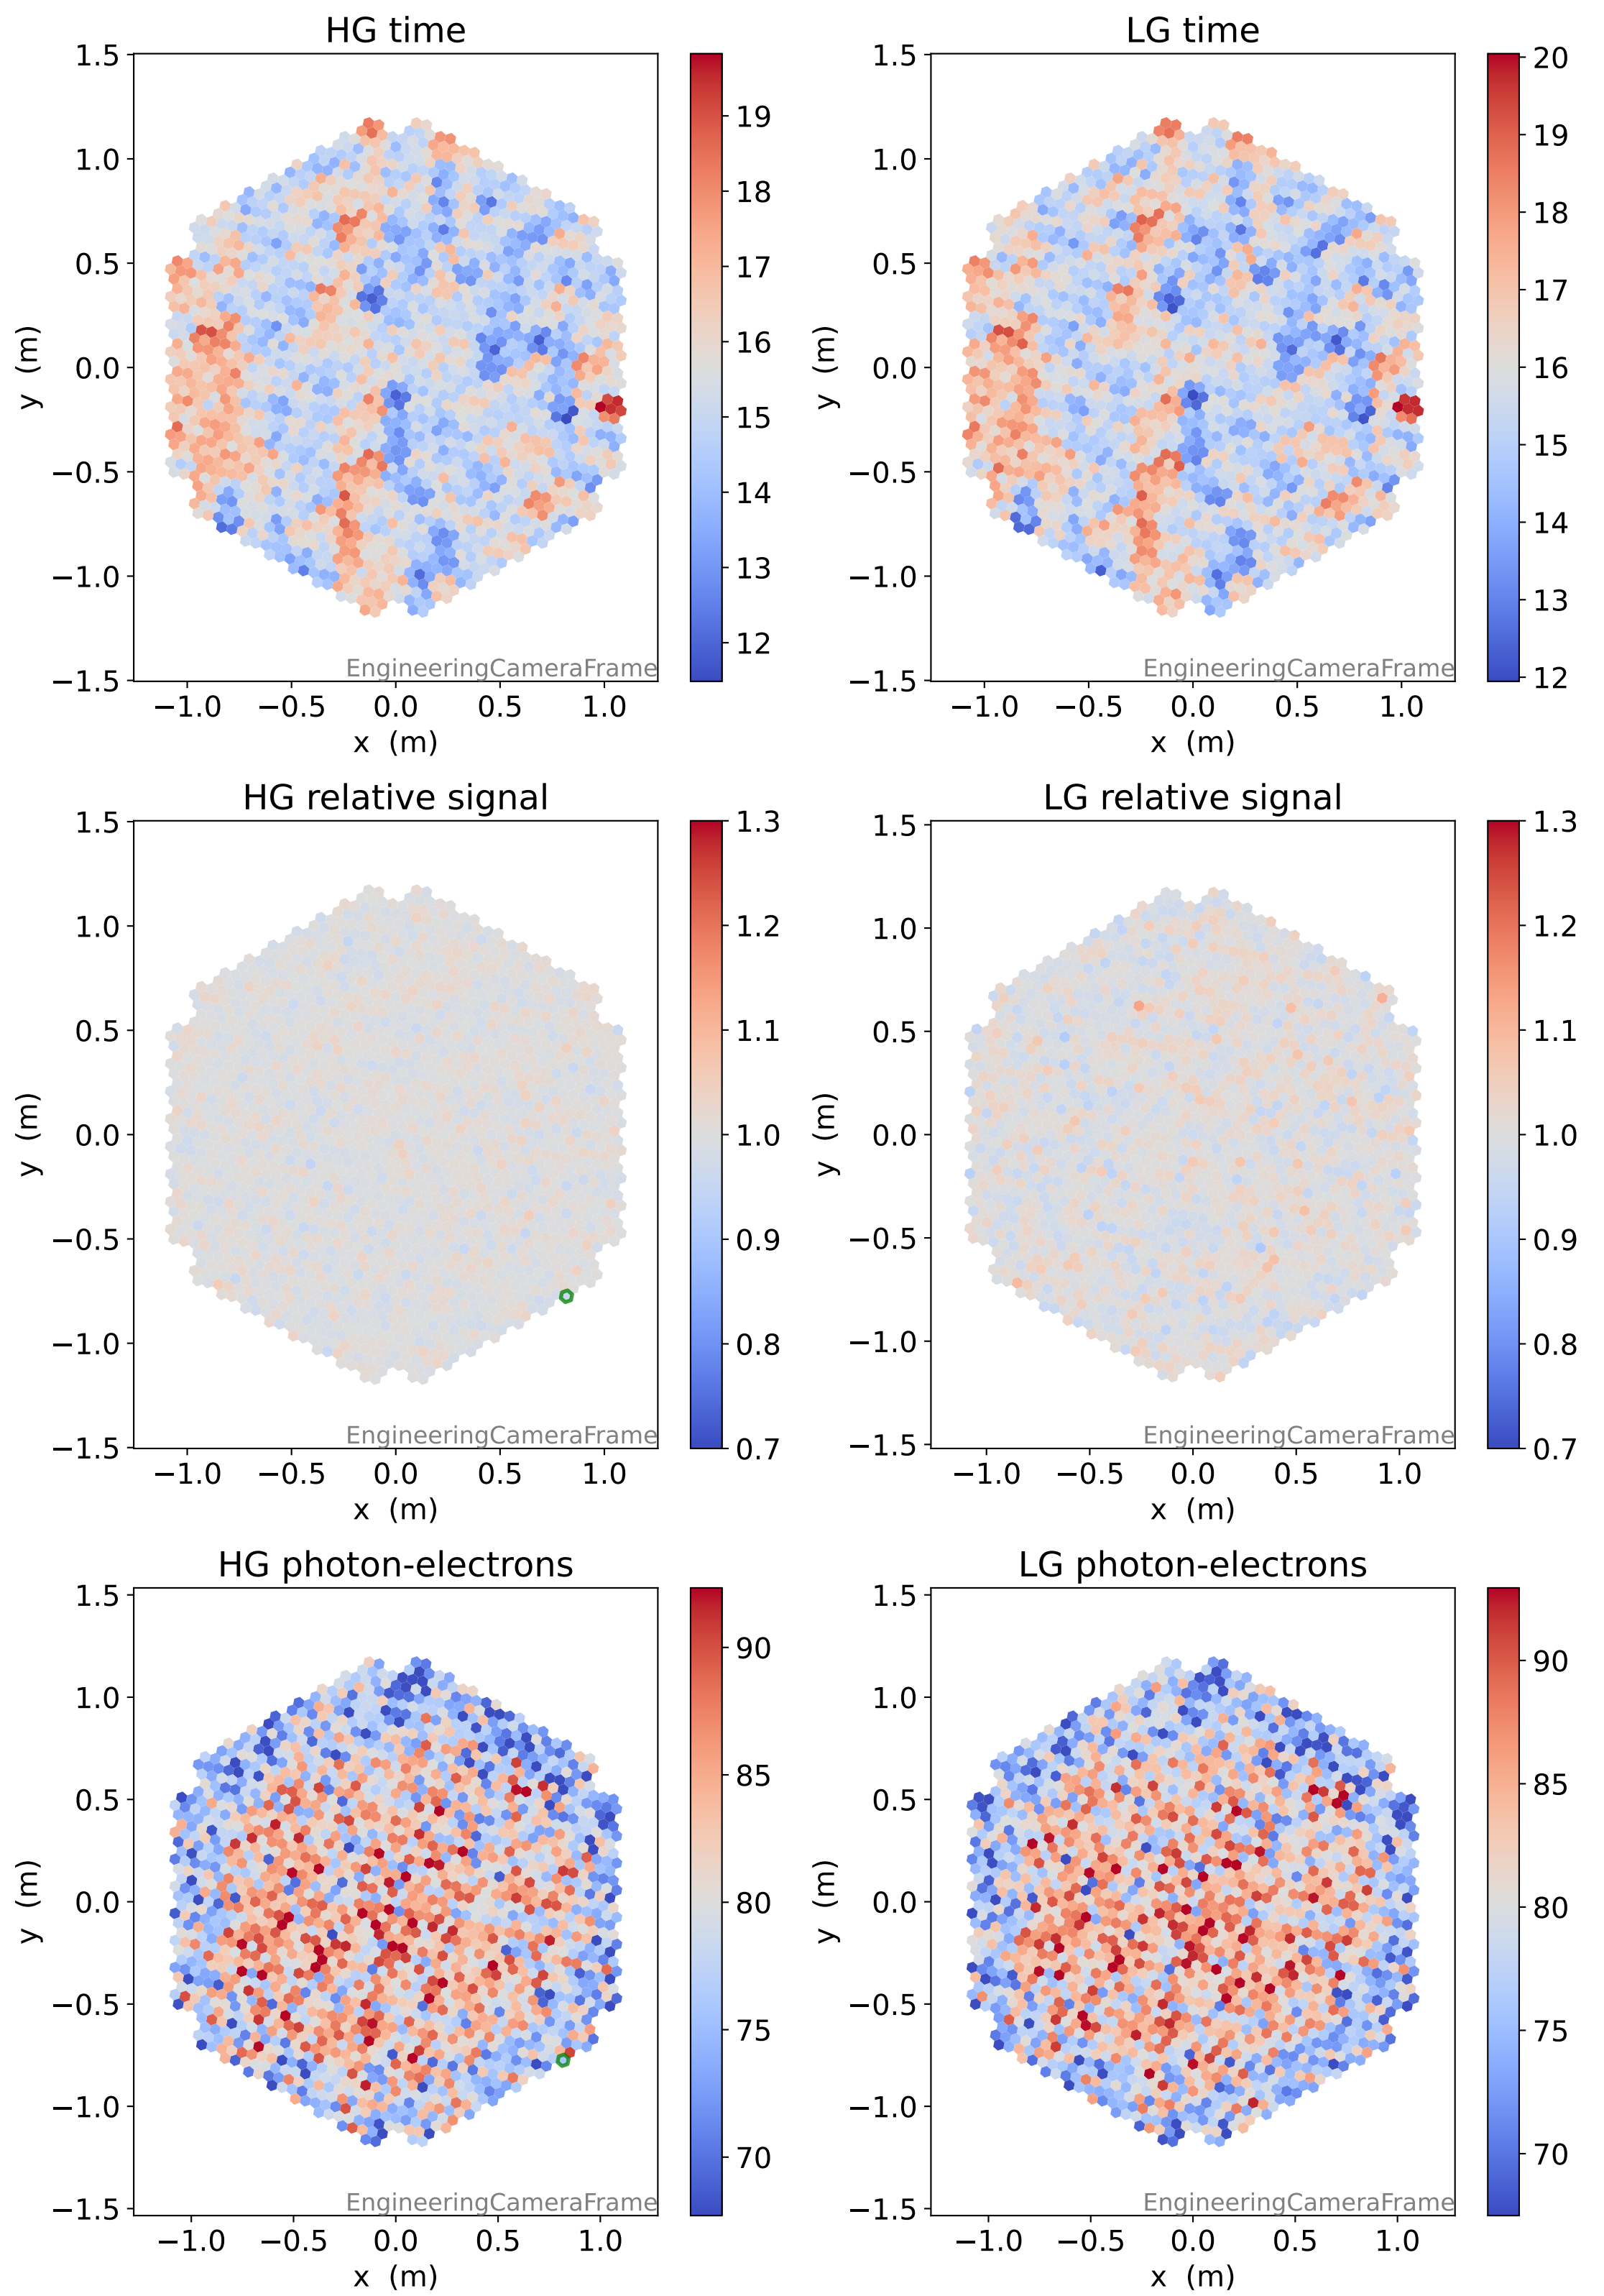 HG time
1.5
1.0
0.5
0.0
−0.5
−1.0
−1.5
y (m)
−1.0 −0.5 0.0 0.5 1.0
x (m)
EngineeringCameraFrame
19
18
17
16
15
14
13
12
LG time
1.5
1.0
0.5
0.0
−0.5
−1.0
−1.5
y (m)
−1.0 −0.5 0.0 0.5 1.0
x (m)
EngineeringCameraFrame
20
19
18
17
16
15
14
13
12
HG relative signal
1.5
1.0
0.5
0.0
−0.5
−1.0
−1.5
y (m)
−1.0 −0.5 0.0 0.5 1.0
x (m)
EngineeringCameraFrame
1.3
1.2
1.1
1.0
0.9
0.8
0.7
LG relative signal
1.5
1.0
0.5
0.0
−0.5
−1.0
−1.5
y (m)
−1.0 −0.5 0.0 0.5 1.0
x (m)
EngineeringCameraFrame
1.3
1.2
1.1
1.0
0.9
0.8
0.7
HG photon-electrons
1.5
1.0
0.5
0.0
−0.5
−1.0
−1.5
y (m)
−1.0 −0.5 0.0 0.5 1.0
x (m)
EngineeringCameraFrame
90
85
80
75
70
LG photon-electrons
1.5
1.0
0.5
0.0
−0.5
−1.0
−1.5
y (m)
−1.0 −0.5 0.0 0.5 1.0
x (m)
EngineeringCameraFrame
90
85
80
75
70